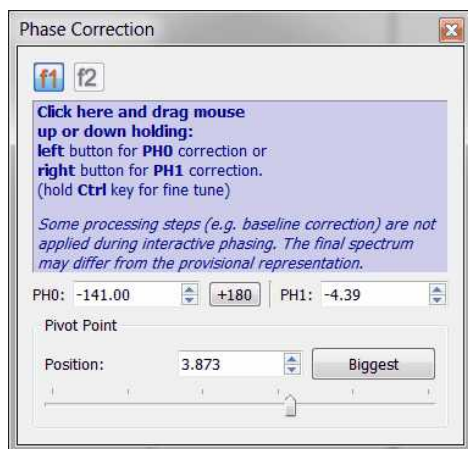 Phase Correction
f1 f2
Click here and drag mouse
up or down holding:
left button for PH0 correction or
right button for PH1 correction.
(hold Ctrl key for fine tune)
Some processing steps (e.g. baseline correction) are not
applied during interactive phasing. The final spectrum
may differ from the provisional representation.
PH0: -141.00 +180 PH1: -4.39
Pivot Point
Position: 3.873 Biggest